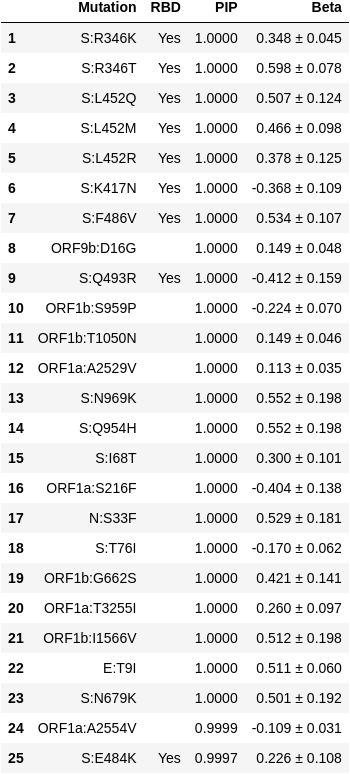 Mutation RBD PIP Beta
1 S:R346K Yes 1.0000 0.348 ± 0.045
2 S:R346T Yes 1.0000 0.598 ± 0.078
3 S:L452Q Yes 1.0000 0.507 ± 0.124
4 S:L452M Yes 1.0000 0.466 ± 0.098
5 S:L452R Yes 1.0000 0.378 ± 0.125
6 S:K417N Yes 1.0000 -0.368 ± 0.109
7 S:F486V Yes 1.0000 0.534 ± 0.107
8 ORF9b:D16G 1.0000 0.149 ± 0.048
9 S:Q493R Yes 1.0000 -0.412 ± 0.159
10 ORF1b:S959P 1.0000 -0.224 ± 0.070
11 ORF1b:T1050N 1.0000 0.149 ± 0.046
12 ORF1a:A2529V 1.0000 0.113 ± 0.035
13 S:N969K 1.0000 0.552 ± 0.198
14 S:Q954H 1.0000 0.552 ± 0.198
15 S:I68T 1.0000 0.300 ± 0.101
16 ORF1a:S216F 1.0000 -0.404 ± 0.138
17 N:S33F 1.0000 0.529 ± 0.181
18 S:T76I 1.0000 -0.170 ± 0.062
19 ORF1b:G662S 1.0000 0.421 ± 0.141
20 ORF1a:T3255I 1.0000 0.260 ± 0.097
21 ORF1b:I1566V 1.0000 0.512 ± 0.198
22 E:T9I 1.0000 0.511 ± 0.060
23 S:N679K 1.0000 0.501 ± 0.192
24 ORF1a:A2554V 0.9999 -0.109 ± 0.031
25 S:E484K Yes 0.9997 0.226 ± 0.108